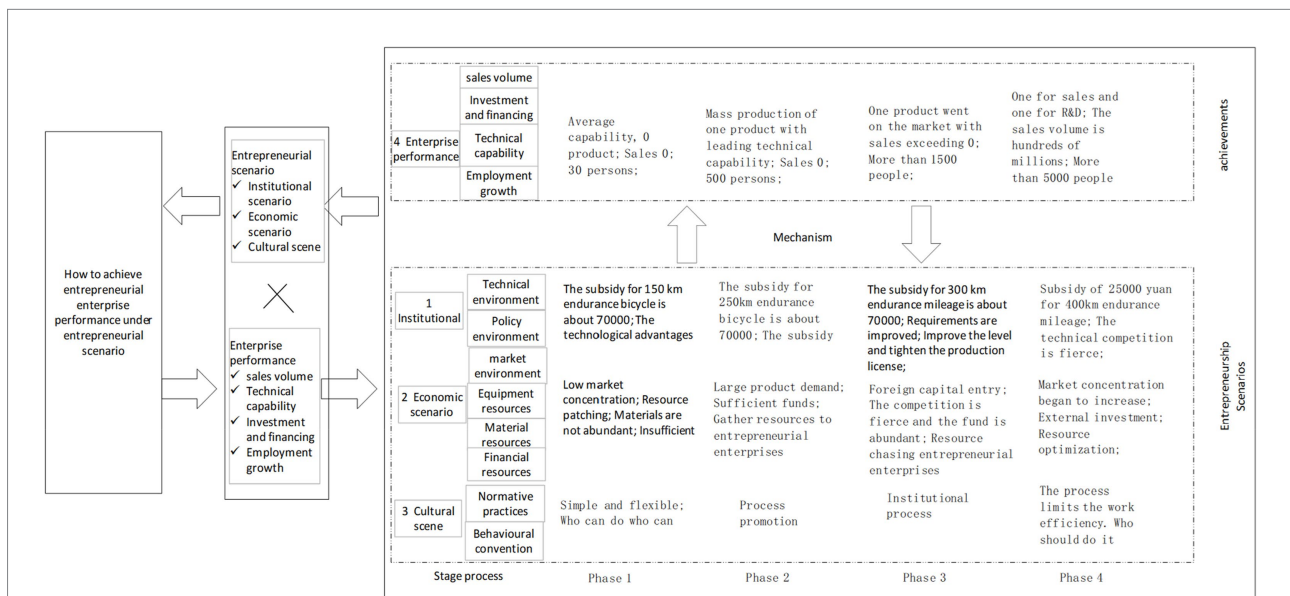 How to achieve
entrepreneurial
enterprise
performance under
entrepreneurial
scenario
Entrepreneurial
scenario
✓ Institutional
scenario
✓ Economic
scenario
✓ Cultural scene
Enterprise
performance
✓ sales volume
✓ Technical
capability
✓ Investment
and financing
✓ Employment
growth
4 Enterprise
performance
sales volume
Investment
and financing
Technical
capability
Employment
growth
Average
capability, 0
product; Sales 0;
30 persons;
Mass production of
one product with
leading technical
capability; Sales 0;
500 persons;
One product went
on the market with
sales exceeding 0;
More than 1500
people;
One for sales and
one for R&D; The
sales volume is
hundreds of
millions; More
than 5000 people
achievements
Mechanism
1
Institutional
Technical
environment
Policy
environment
The subsidy for 150 km
endurance bicycle is
about 70000; The
technological advantages
The subsidy for
250km endurance
bicycle is about
70000; The subsidy
The subsidy for 300 km
endurance mileage is about
70000; Requirements are
improved; Improve the level
and tighten the production
license;
Subsidy of 25000 yuan
for 400km endurance
mileage; The
technical competition
is fierce;
2 Economic
scenario
market
environment
Equipment
resources
Material
resources
Financial
resources
Low market
concentration; Resource
patching; Materials are
not abundant; Insufficient
Large product demand;
Sufficient funds;
Gather resources to
entrepreneurial
enterprises
Foreign capital entry;
The competition is
fierce and the fund is
abundant; Resource
chasing entrepreneurial
enterprises
Market concentration
began to increase;
External investment;
Resource
optimization;
3 Cultural
scene
Normative
practices
Behavioural
convention
Simple and flexible;
Who can do who can
Process
promotion
Institutional
process
The process
limits the work
efficiency. Who
should do it
Entrepreneurship
Scenarios
Stage process
Phase 1
Phase 2
Phase 3
Phase 4